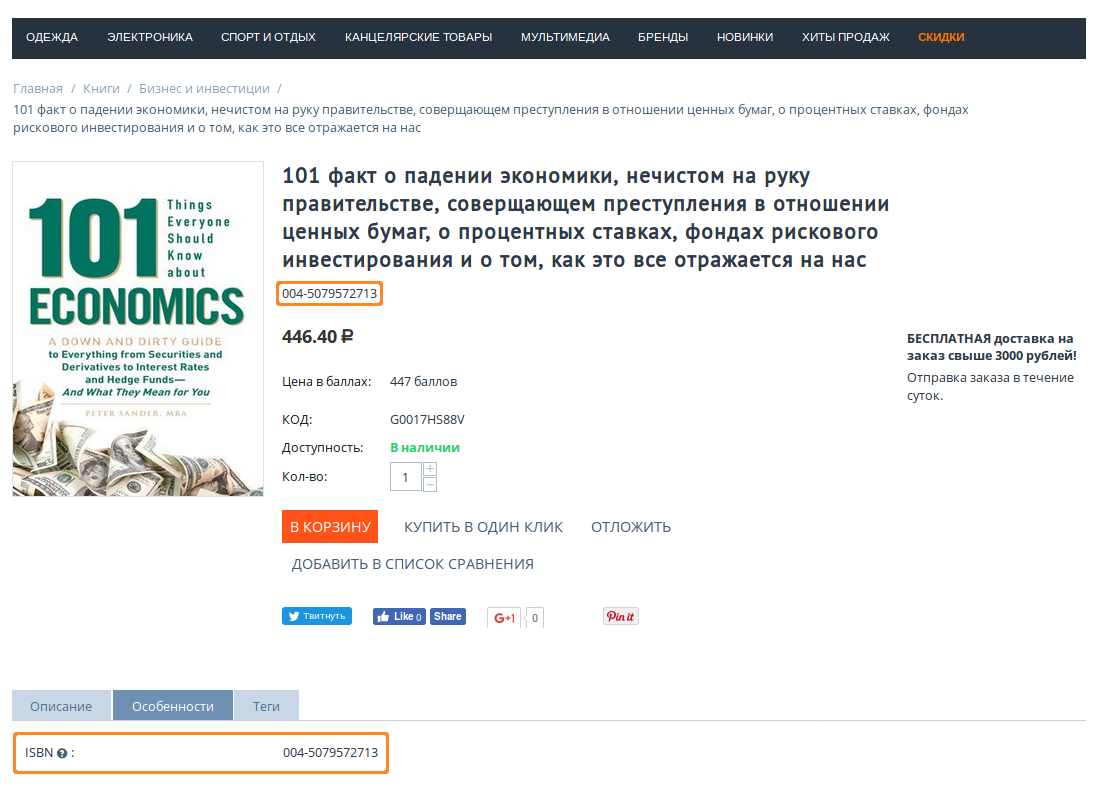 ОДЕЖДА ЭЛЕКТРОНИКА СПОРТ И ОТДЫХ КАНЦЕЛЯРСКИЕ ТОВАРЫ МУЛЬТИМЕДИА БРЕНДЫ НОВИНКИ ХИТЫ ПРОДАЖ СКИДКИ
Главная / Книги / Бизнес и инвестиции /
101 факт о падении экономики, нечистом на руку правительстве, соверщающем преступления в отношении ценных бумаг, о процентных ставках, фондах
рискового инвестирования и о том, как это все отражается на нас
101 Things
Everyone
Should
Know
about
ECONOMICS
A DOWN AND DIRTY GUIDE
to Everything from Securities and
Derivatives to Interest Rates
and Hedge Funds—
And What They Mean for You
PETER SANDER, MBA
101 факт о падении экономики, нечистом на руку
правительстве, соверщающем преступления в отношении
ценных бумаг, о процентных ставках, фондах рискового
инвестирования и о том, как это все отражается на нас
004-5079572713
446.40 ₽
Цена в баллах: 447 баллов
КОД: G0017HS88V
Доступность: В наличии
Кол-во: 1 + −
В КОРЗИНУ КУПИТЬ В ОДИН КЛИК ОТЛОЖИТЬ
ДОБАВИТЬ В СПИСОК СРАВНЕНИЯ
Твитнуть Like 0 Share G+1 0 Pin it
БЕСПЛАТНАЯ доставка на
заказ свыше 3000 рублей!
Отправка заказа в течение
суток.
Описание Особенности Теги
ISBN ? : 004-5079572713